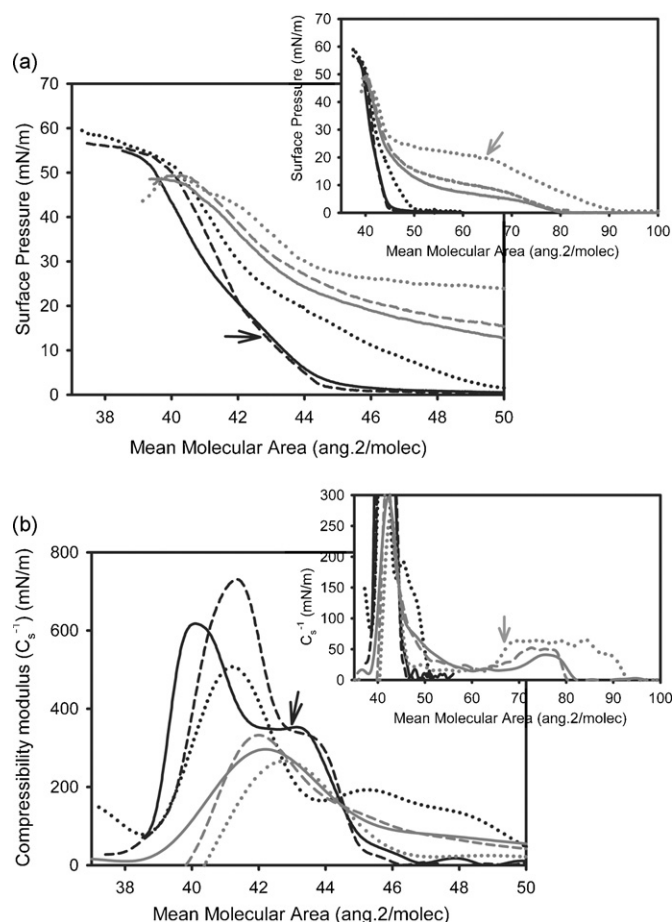 (a)
Surface Pressure (mN/m)
70
60
50
40
30
20
10
0
38 40 42 44 46 48 50
Mean Molecular Area (ang.2/molec)
Surface Pressure (mN/m)
70
60
50
40
30
20
10
0
40 50 60 70 80 90 100
Mean Molecular Area (ang.2/molec)
(b)
Compressibility modulus (Cs⁻¹) (mN/m)
800
600
400
200
0
38 40 42 44 46 48 50
Mean Molecular Area (ang.2/molec)
Cs⁻¹ (mN/m)
300
250
200
150
100
50
0
40 50 60 70 80 90 100
Mean Molecular Area (ang.2/molec)